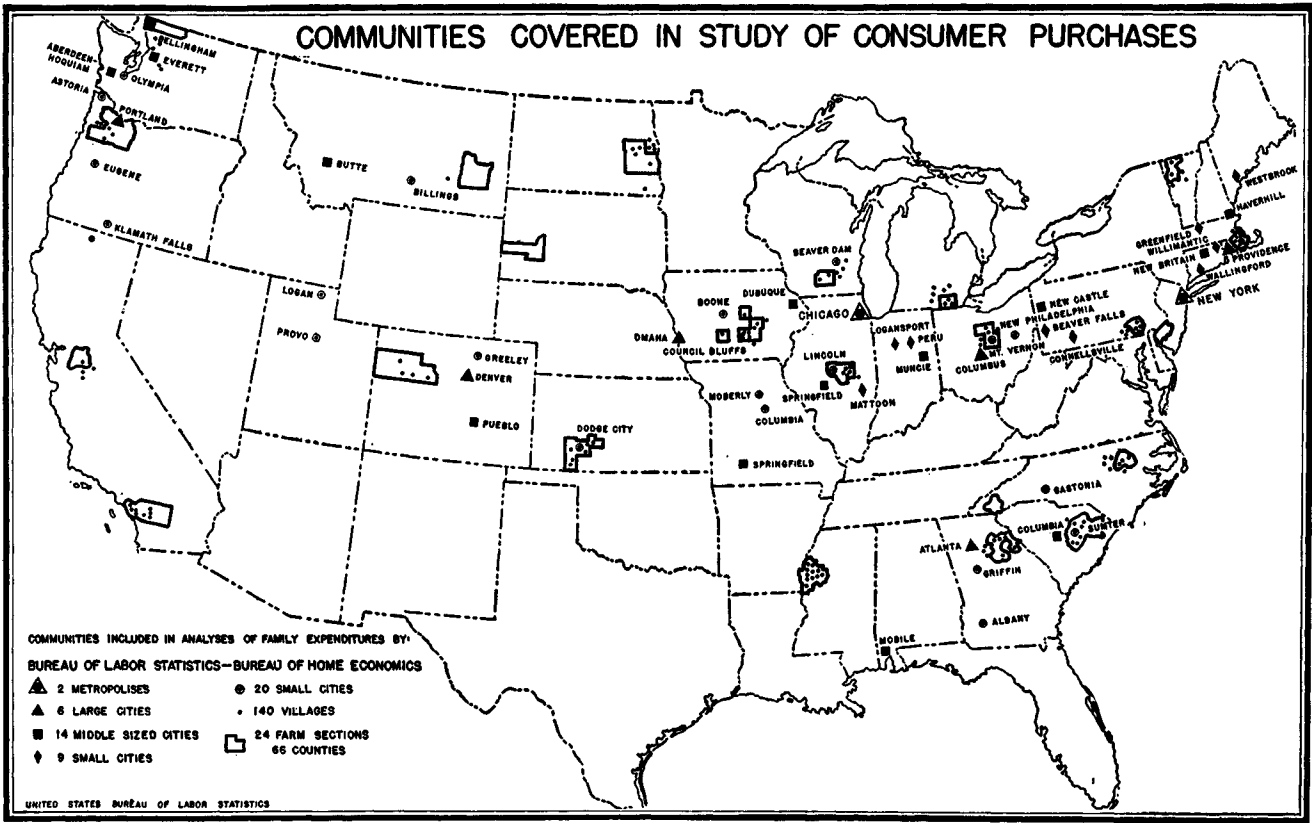 COMMUNITIES COVERED IN STUDY OF CONSUMER PURCHASES
BELLINGHAM
ABERDEEN-
HOQUIAM
EVERETT
OLYMPIA
ASTORIA
PORTLAND
EUGENE
KLAMATH FALLS
BUTTE
BILLINGS
LOGAN
PROVO
GREELEY
DENVER
PUEBLO
DODGE CITY
BEAVER DAM
DUBUQUE
BOONE
CHICAGO
OMAHA
COUNCIL BLUFFS
LINCOLN
MOBERLY
COLUMBIA
SPRINGFIELD
SPRINGFIELD
MATTOON
LOGANSPORT
PERU
MUNCIE
COLUMBUS
MT. VERNON
NEW PHILADELPHIA
NEW CASTLE
BEAVER FALLS
CONNELLSVILLE
WESTBROOK
HAVERHILL
GREENFIELD
WILLIMANTIC
NEW BRITAIN
PROVIDENCE
WALLINGFORD
NEW YORK
GASTONIA
COLUMBIA
SUMTER
ATLANTA
GRIFFIN
ALBANY
MOBILE
COMMUNITIES INCLUDED IN ANALYSES OF FAMILY EXPENDITURES BY:
BUREAU OF LABOR STATISTICS—BUREAU OF HOME ECONOMICS
2 METROPOLISES
20 SMALL CITIES
6 LARGE CITIES
140 VILLAGES
14 MIDDLE SIZED CITIES
24 FARM SECTIONS
66 COUNTIES
9 SMALL CITIES
UNITED STATES BUREAU OF LABOR STATISTICS